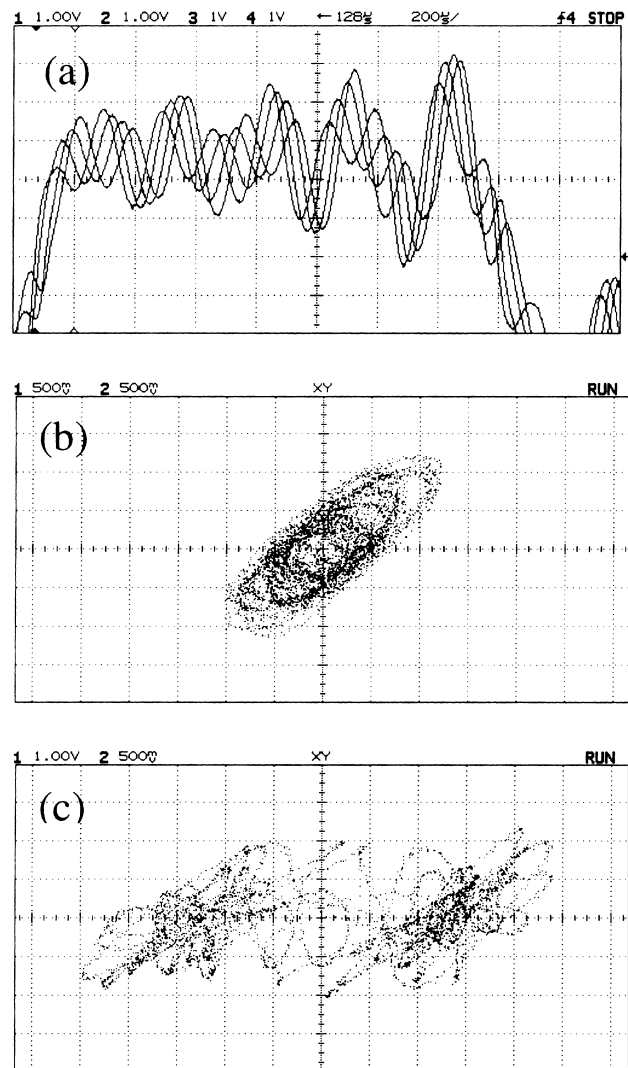 1 1.00V 2 1.00V 3 1V 4 1V ←128µs 200µs/ ƒ4 STOP
(a)
1 500mV 2 500mV XY RUN
(b)
1 1.00V 2 500mV XY RUN
(c)